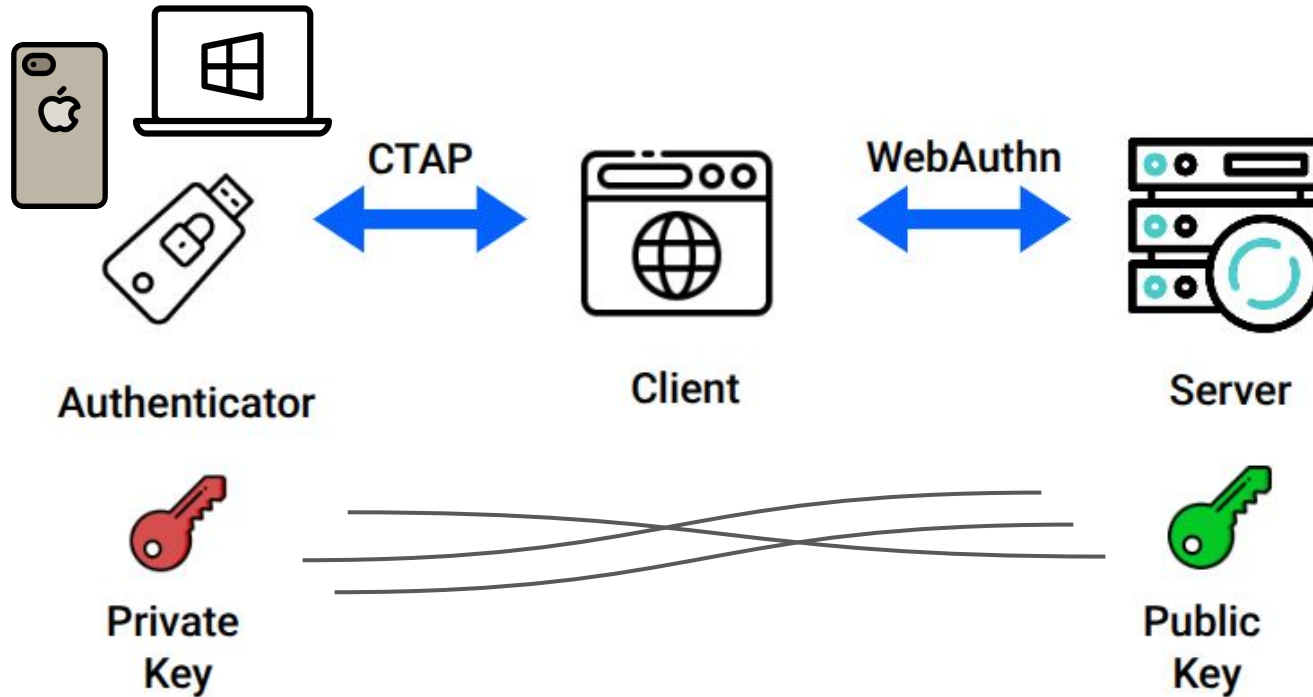 CTAP
WebAuthn
Authenticator
Client
Server
Private
Key
Public
Key